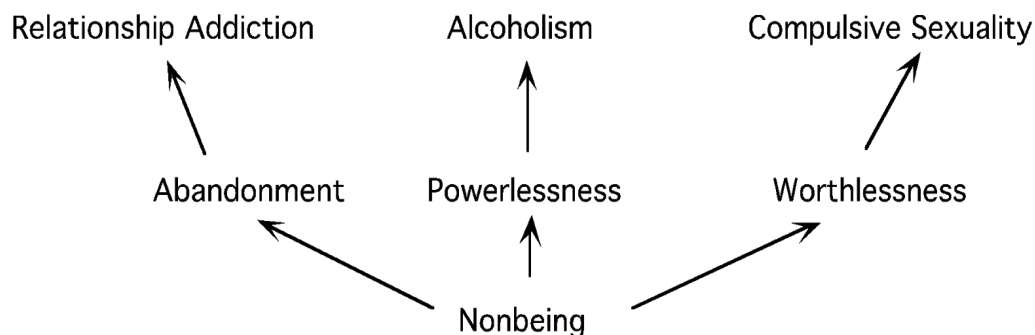 Relationship Addiction Alcoholism Compulsive Sexuality
Abandonment Powerlessness Worthlessness
Nonbeing